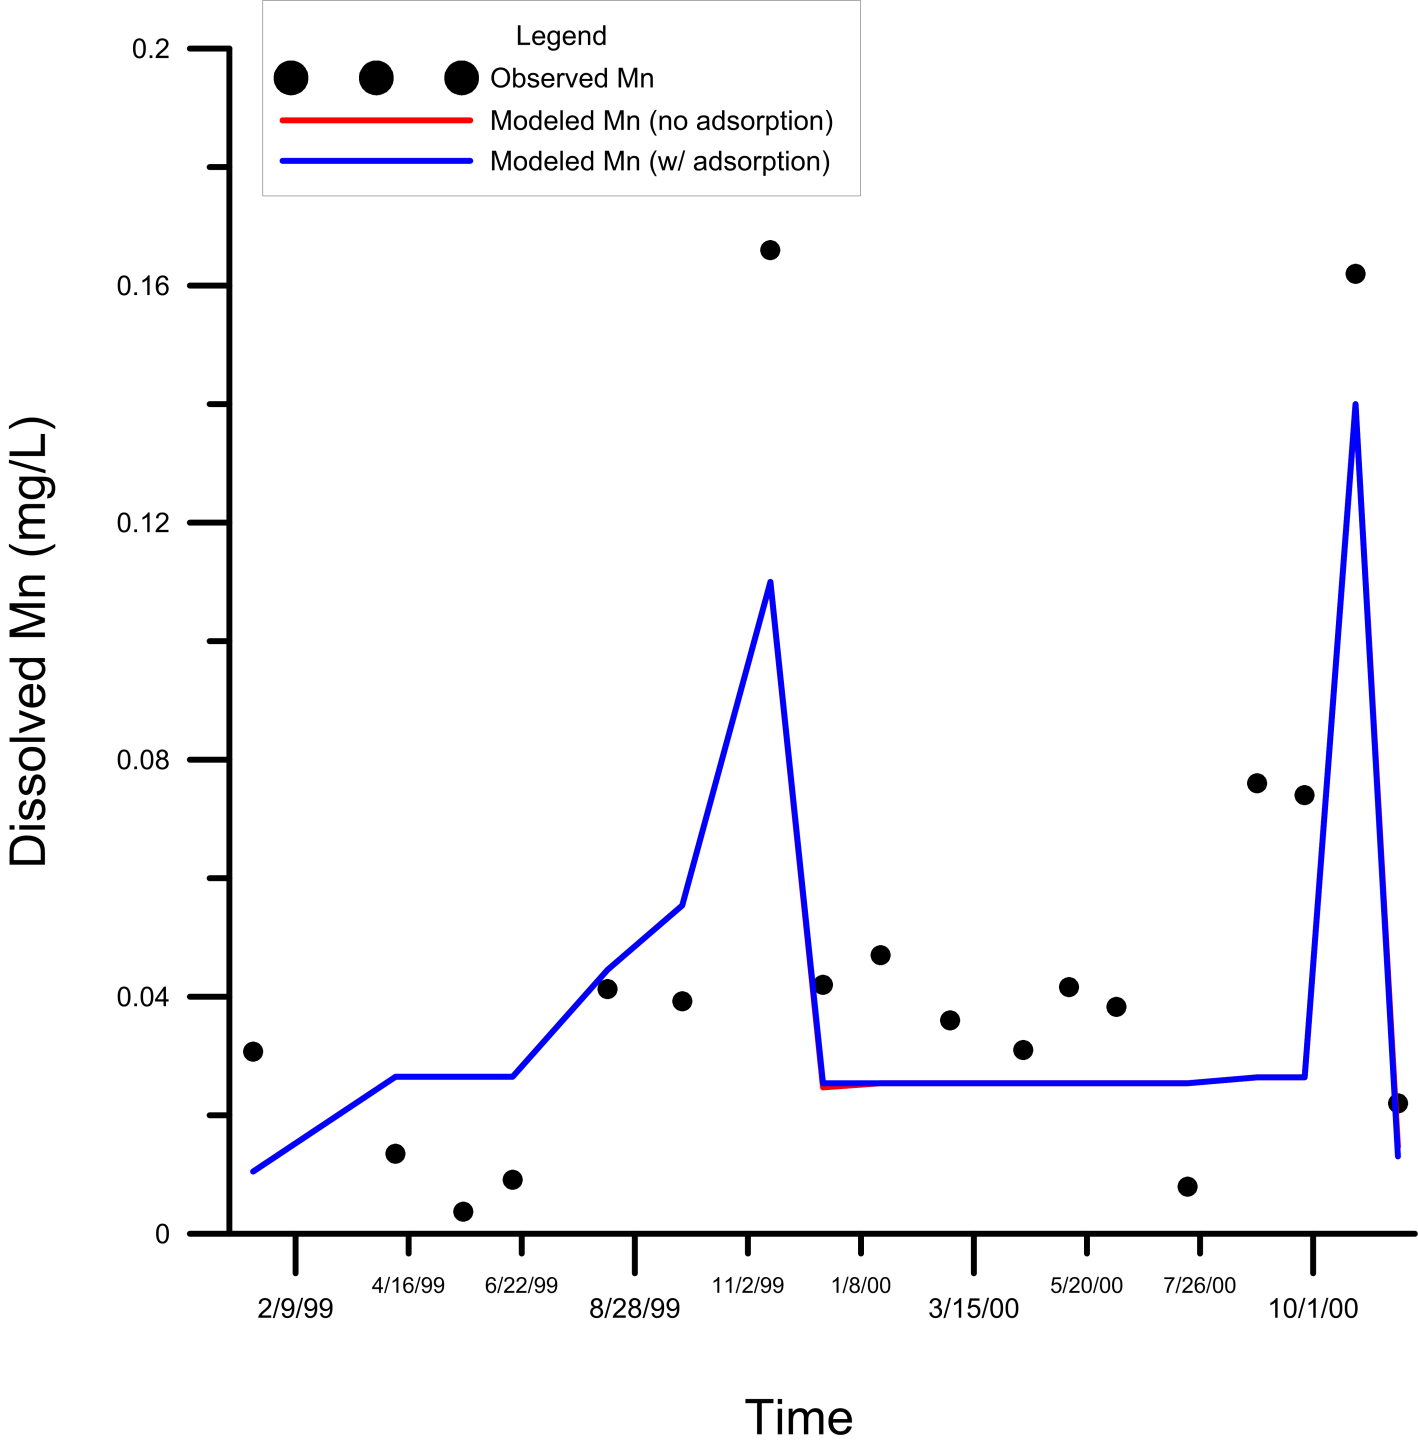 Legend
Observed Mn
Modeled Mn (no adsorption)
Modeled Mn (w/ adsorption)
0.2
0.16
0.12
0.08
0.04
0
Dissolved Mn (mg/L)
4/16/99 6/22/99 11/2/99 1/8/00 5/20/00 7/26/00
2/9/99 8/28/99 3/15/00 10/1/00
Time